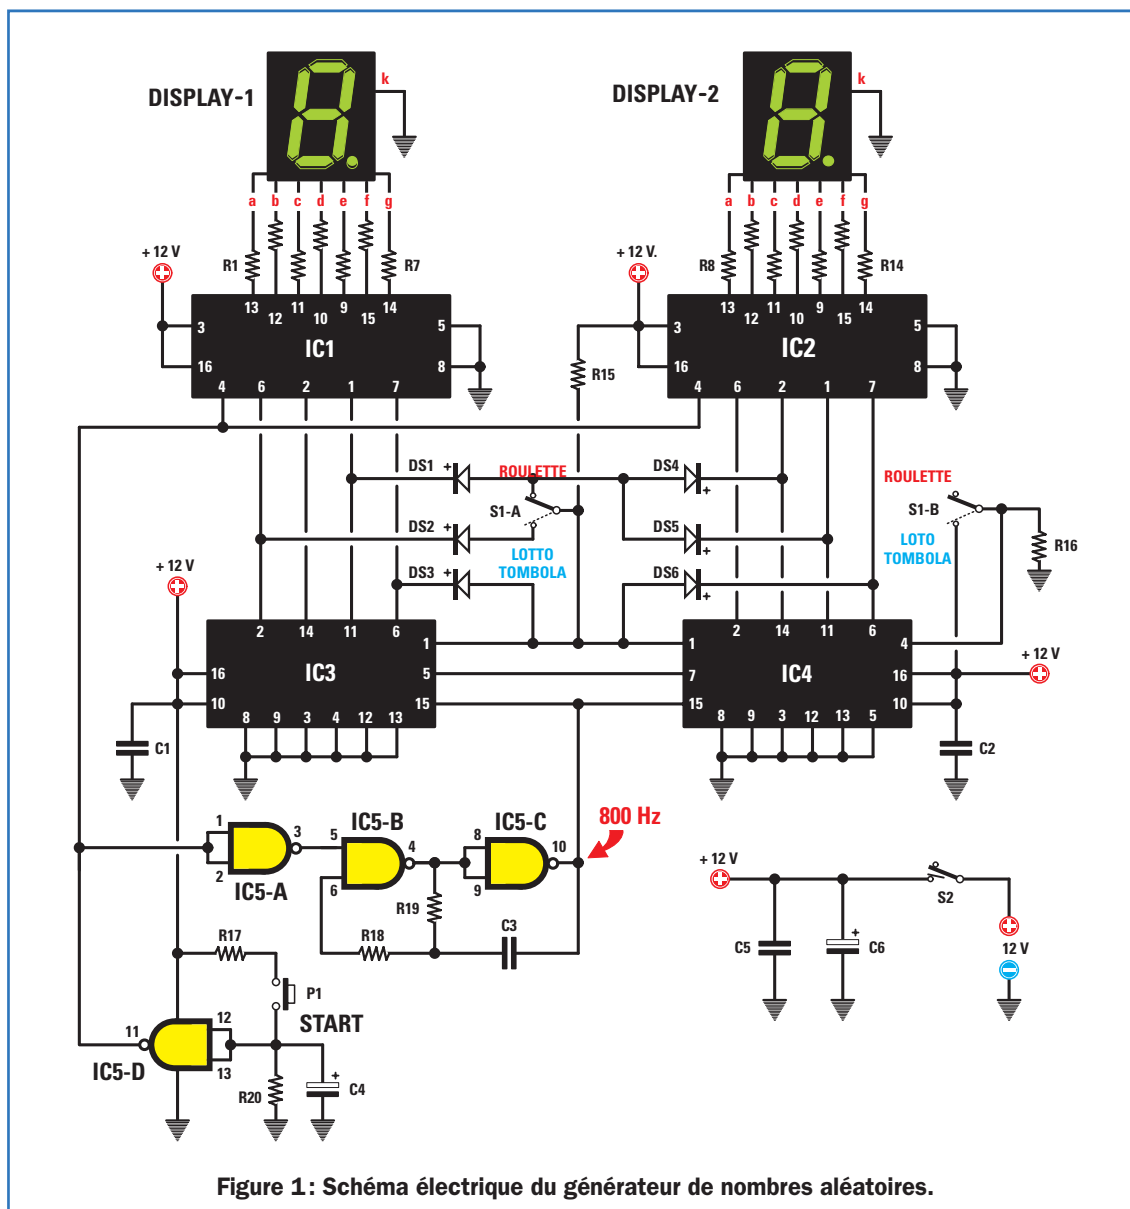 DISPLAY-1
k
DISPLAY-2
k
a b c d e f g
a b c d e f g
+ 12 V
R1
R7
+ 12 V.
R8
R14
13 12 11 10 9 15 14
3
16
IC1
5
8
4 6 2 1 7
R15
13 12 11 10 9 15 14
3
16
IC2
5
8
4 6 2 1 7
DS1 +
ROULETTE
DS4
+
ROULETTE
S1-A
S1-B
DS2 +
LOTTO
TOMBOLA
DS5
+
LOTO
TOMBOLA
R16
DS3 +
DS6
+
+ 12 V
2 14 11 6
16
10
IC3
1
5
15
8 9 3 4 12 13
2 14 11 6
1
7
15
IC4
4
16
10
8 9 3 12 13 5
+ 12 V
C1
C2
1
2
3
IC5-A
IC5-B
5
6
4
IC5-C
8
9
10
800 Hz
R19
R18
C3
R17
P1
START
11
12
13
IC5-D
R20
+
C4
+ 12 V
S2
C5
+
C6
12 V
Figure 1: Schéma électrique du générateur de nombres aléatoires.